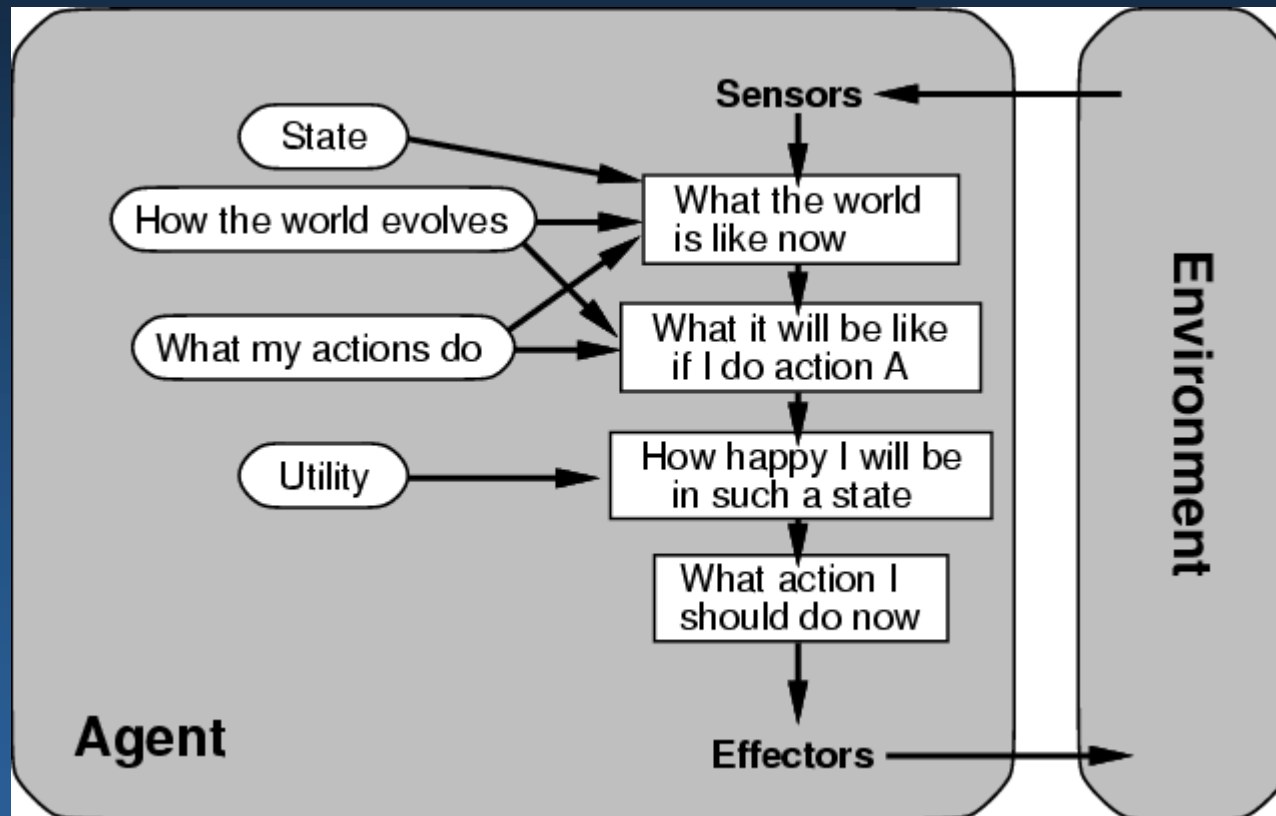 Sensors
State
What the world
is like now
How the world evolves
What it will be like
if I do action A
What my actions do
How happy I will be
in such a state
Utility
What action I
should do now
Agent
Effectors
Environment